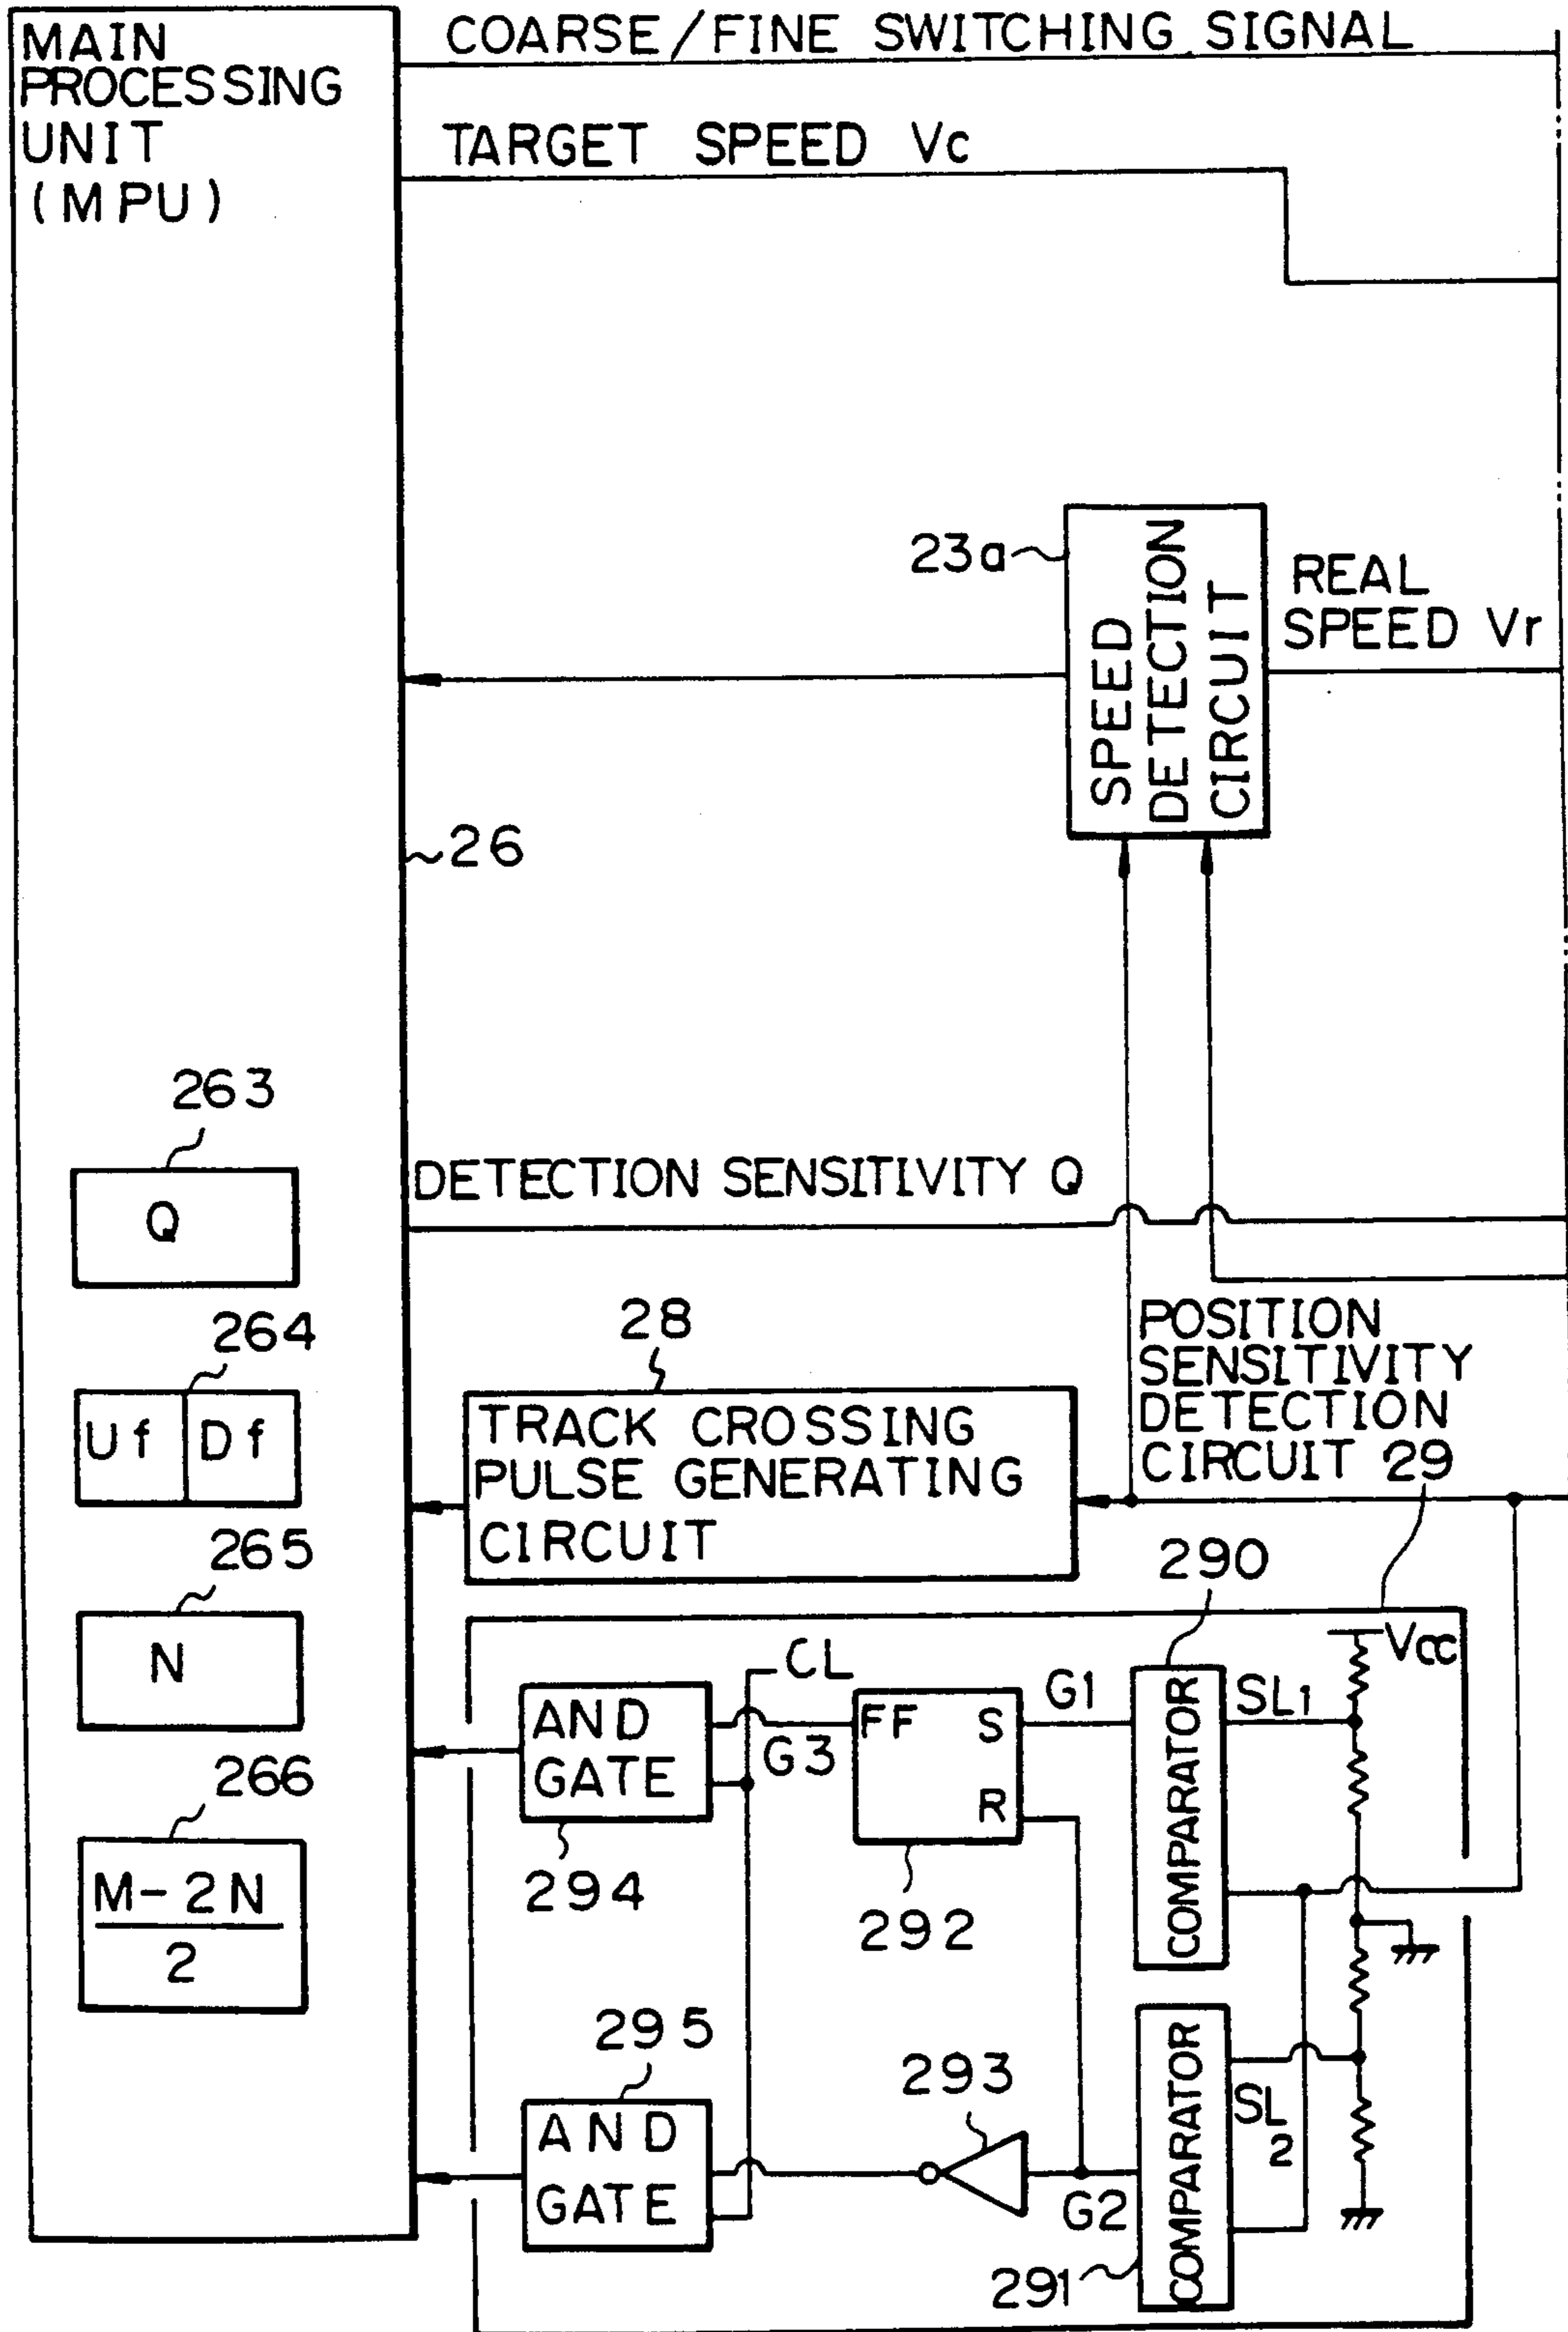 MAIN
PROCESSING
UNIT
(MPU)
COARSE/FINE SWITCHING SIGNAL
TARGET SPEED Vc
23a
SPEED
DETECTION
CIRCUIT
REAL
SPEED Vr
26
263
Q
DETECTION SENSITIVITY Q
264
Uf Df
28
TRACK CROSSING
PULSE GENERATING
CIRCUIT
POSITION
SENSITIVITY
DETECTION
CIRCUIT 29
265
N
290
CL
Vcc
AND
GATE
G3
FF S
R
G1
COMPARATOR
SL1
266
M-2N
2
294
292
295
AND
GATE
293
G2
COMPARATOR
SL
2
291